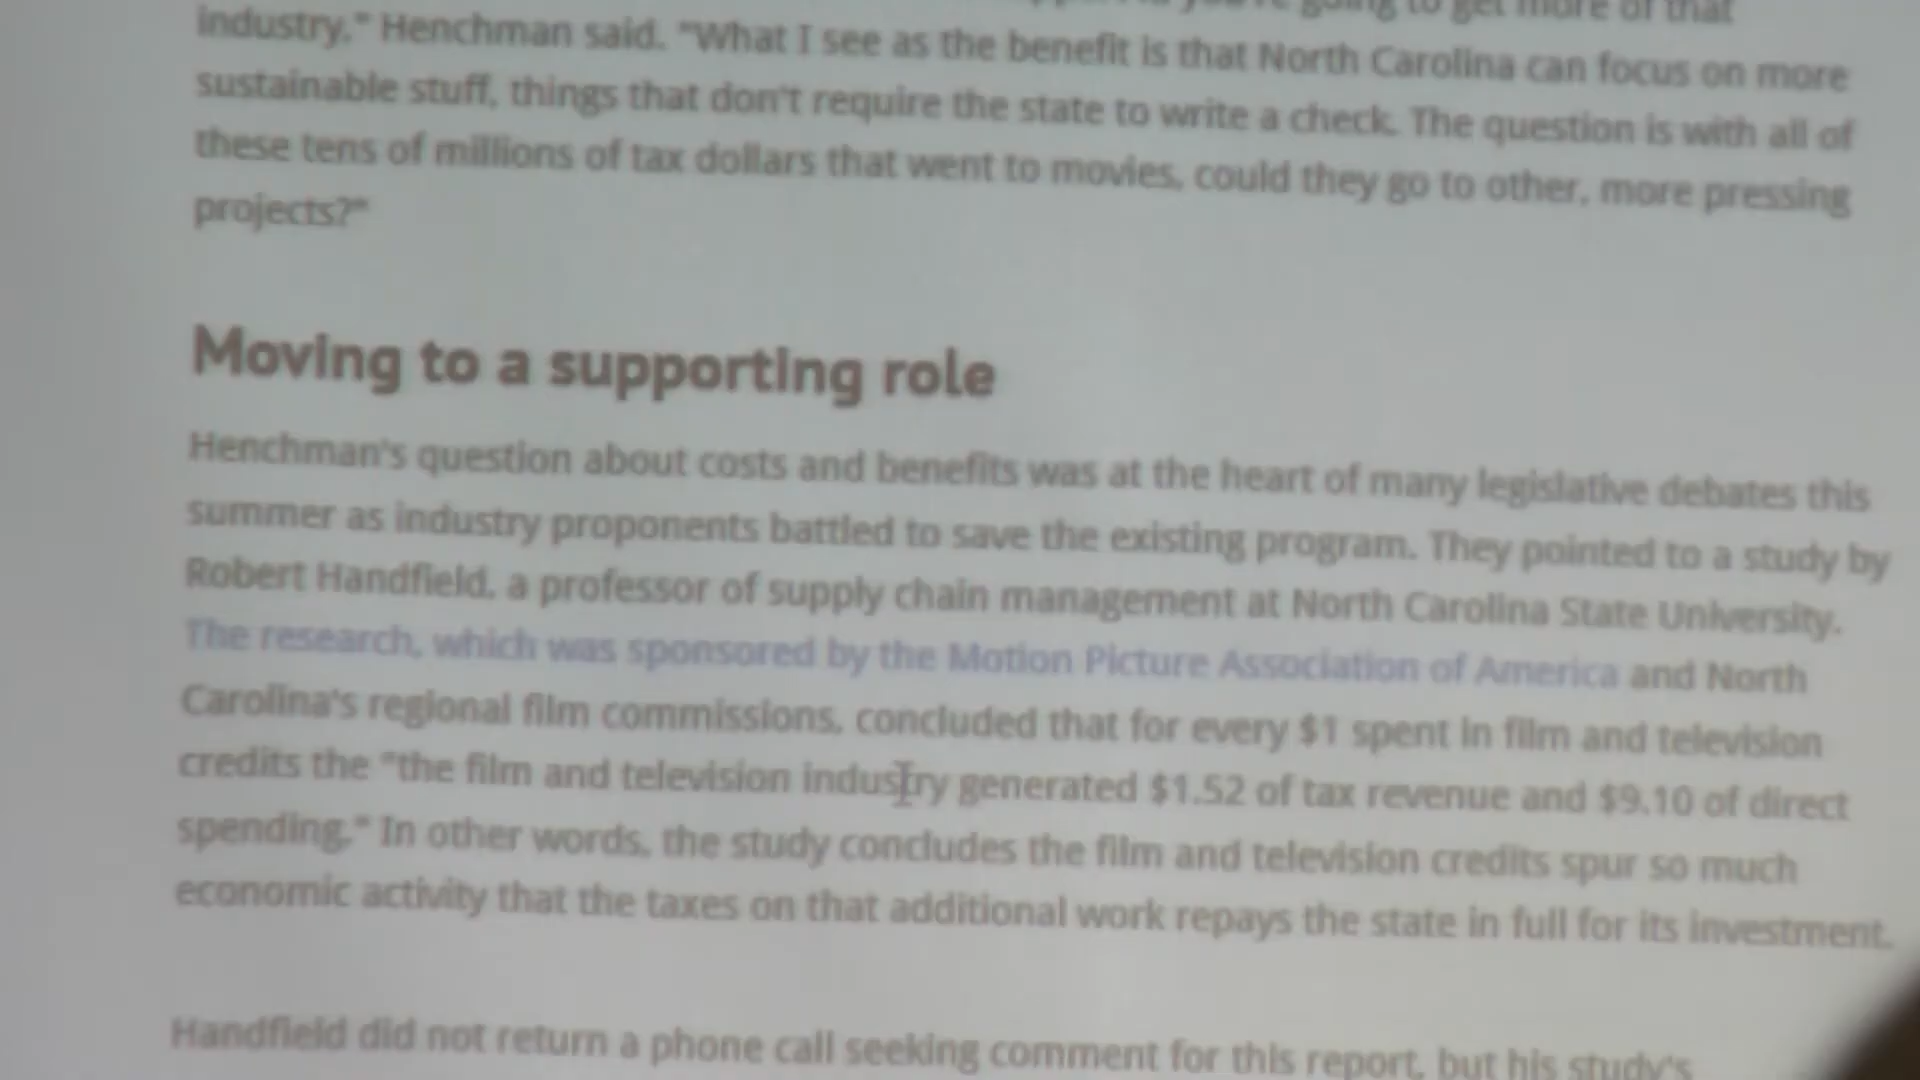 you're going to get more of that
industry," Henchman said. "What I see as the benefit is that North Carolina can focus on more
sustainable stuff, things that don't require the state to write a check. The question is with all of
these tens of millions of tax dollars that went to movies, could they go to other, more pressing
projects?"
Moving to a supporting role
Henchman's question about costs and benefits was at the heart of many legislative debates this
summer as industry proponents battled to save the existing program. They pointed to a study by
Robert Handfield, a professor of supply chain management at North Carolina State University.
The research, which was sponsored by the Motion Picture Association of America and North
Carolina's regional film commissions, concluded that for every $1 spent in film and television
credits the "the film and television industry generated $1.52 of tax revenue and $9.10 of direct
spending." In other words, the study concludes the film and television credits spur so much
economic activity that the taxes on that additional work repays the state in full for its investment.
Handfield did not return a phone call seeking comment for this report, but his study's